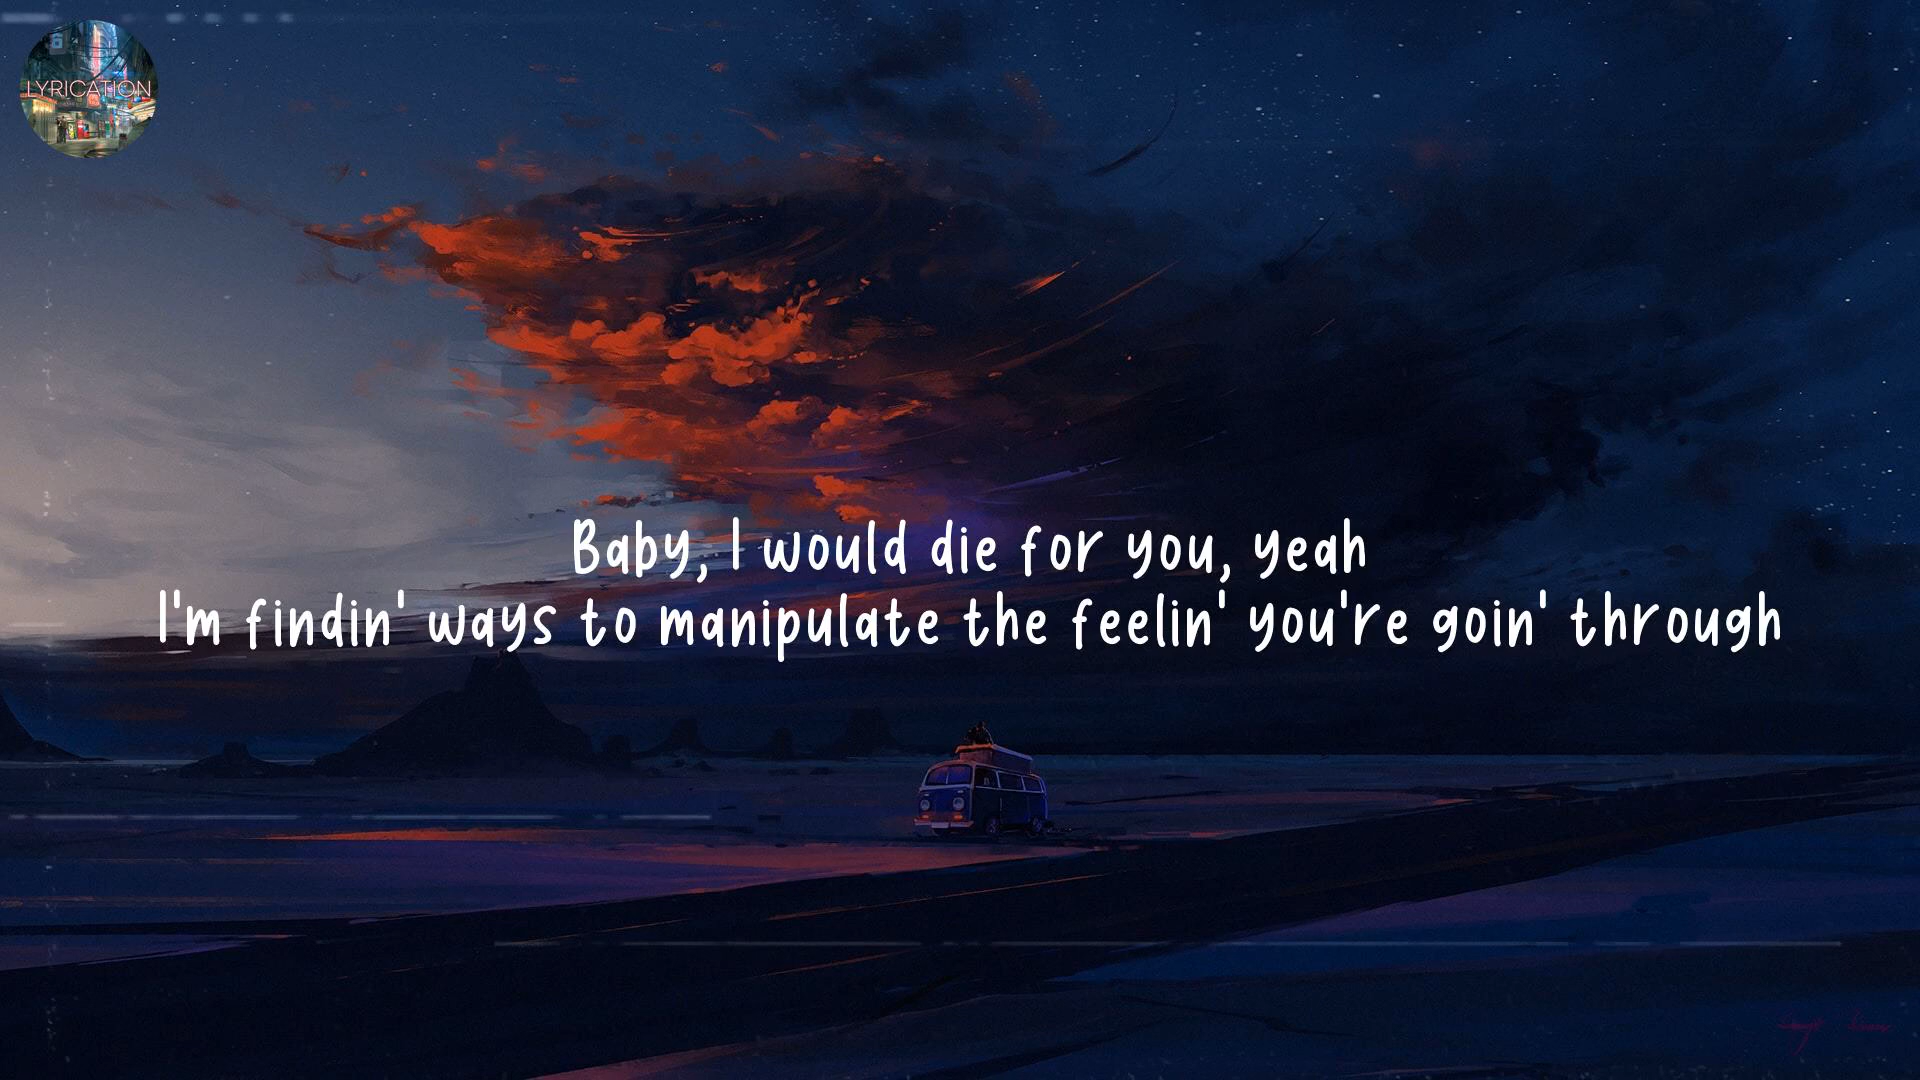 LYRICATION
Baby, I would die for you, yeah
I'm findin' ways to manipulate the feelin' you're goin' through